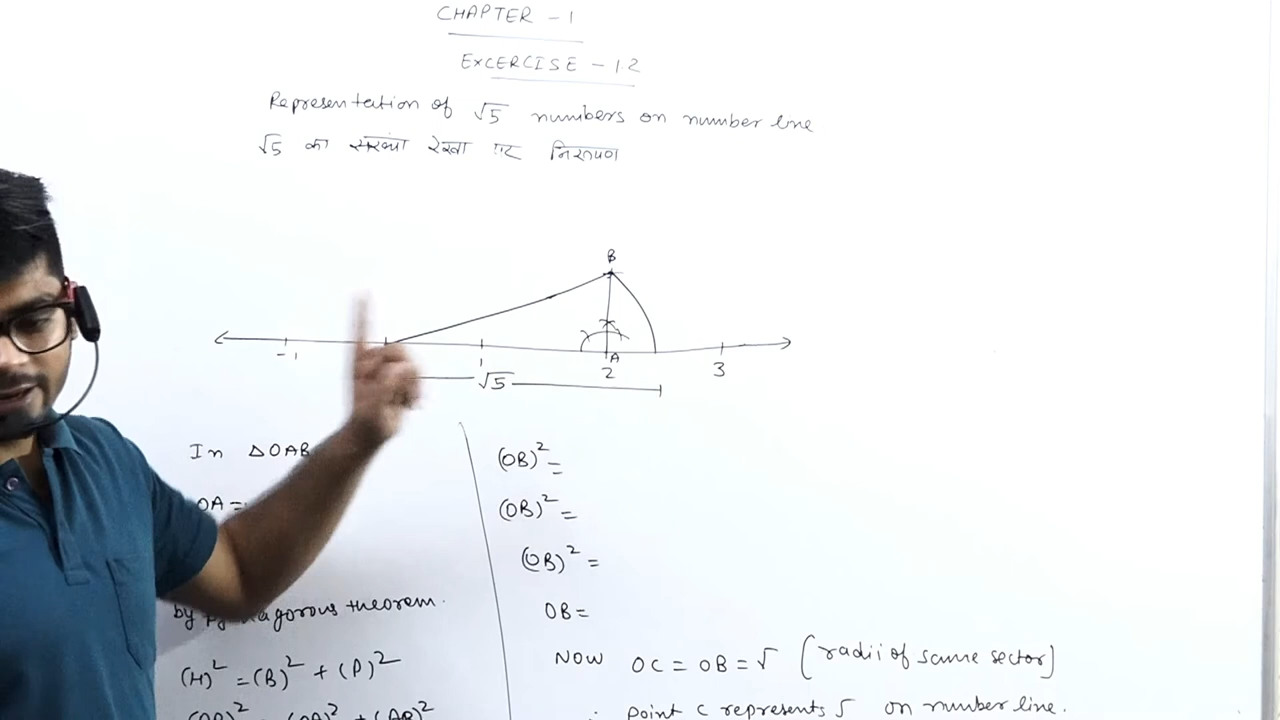 CHAPTER - 1
EXCERCISE - 1.2
Representation of √5 numbers on number line
√5 का संख्या रेखा पर निरूपण
B
A
-1 1 2 3
√5
In △OAB
OA =
(OB)² =
(OB)² =
(OB)² =
OB =
by theorem.
(H)² = (B)² + (P)²
NOW OC = OB = √ (radii of same sector)
∴ point C represents √ on number line.